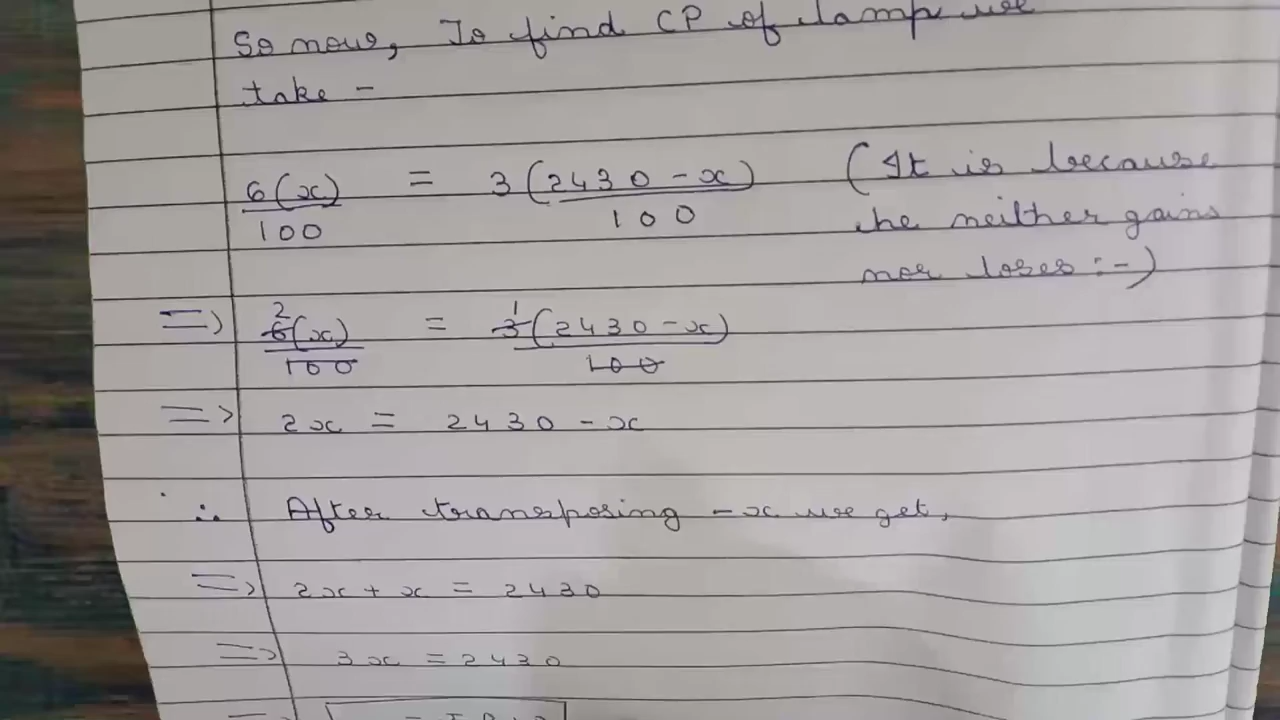 So now, To find CP of lamp we
take -
6(x)/100 = 3(2430 - x)/100 (It is because
he neither gains
nor loses :-)
=> 2 6(x)/100 = 1 3(2430 - x)/100
=> 2x = 2430 - x
∴ After transposing - x we get,
=> 2x + x = 2430
=> 3x = 2430
=>